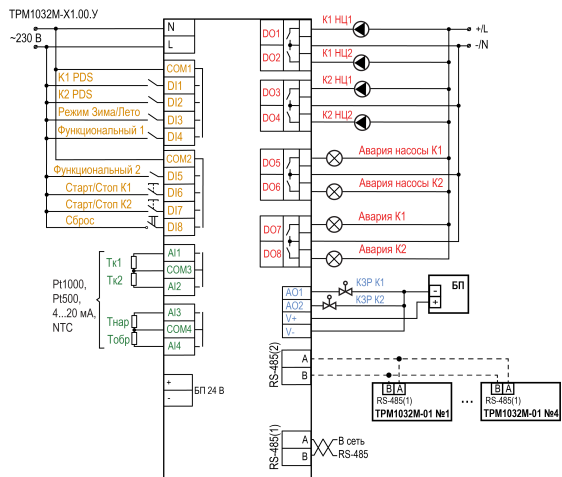 ТРМ1032М-Х1.00.У
~230 В
N
L
COM1
K1 PDS
DI1
K2 PDS
DI2
Режим Зима/Лето
DI3
Функциональный 1
DI4
COM2
Функциональный 2
DI5
Старт/Стоп К1
DI6
Старт/Стоп К2
DI7
Сброс
DI8
Pt1000,
Pt500,
4...20 мА,
NTC
Тк1
Тк2
AI1
COM3
AI2
Тнар
Тобр
AI3
COM4
AI4
+
-
БП 24 В
DO1
DO2
К1 НЦ1
К1 НЦ2
+/L
-/N
DO3
DO4
К2 НЦ1
К2 НЦ2
DO5
DO6
Авария насосы К1
Авария насосы К2
DO7
DO8
Авария К1
Авария К2
AO1
AO2
V+
V-
КЗР К1
КЗР К2
-
+
БП
RS-485(2)
A
B
B A
RS-485(1)
ТРМ1032М-01 №1
...
B A
RS-485(1)
ТРМ1032М-01 №4
RS-485(1)
A
B
В сеть
RS-485